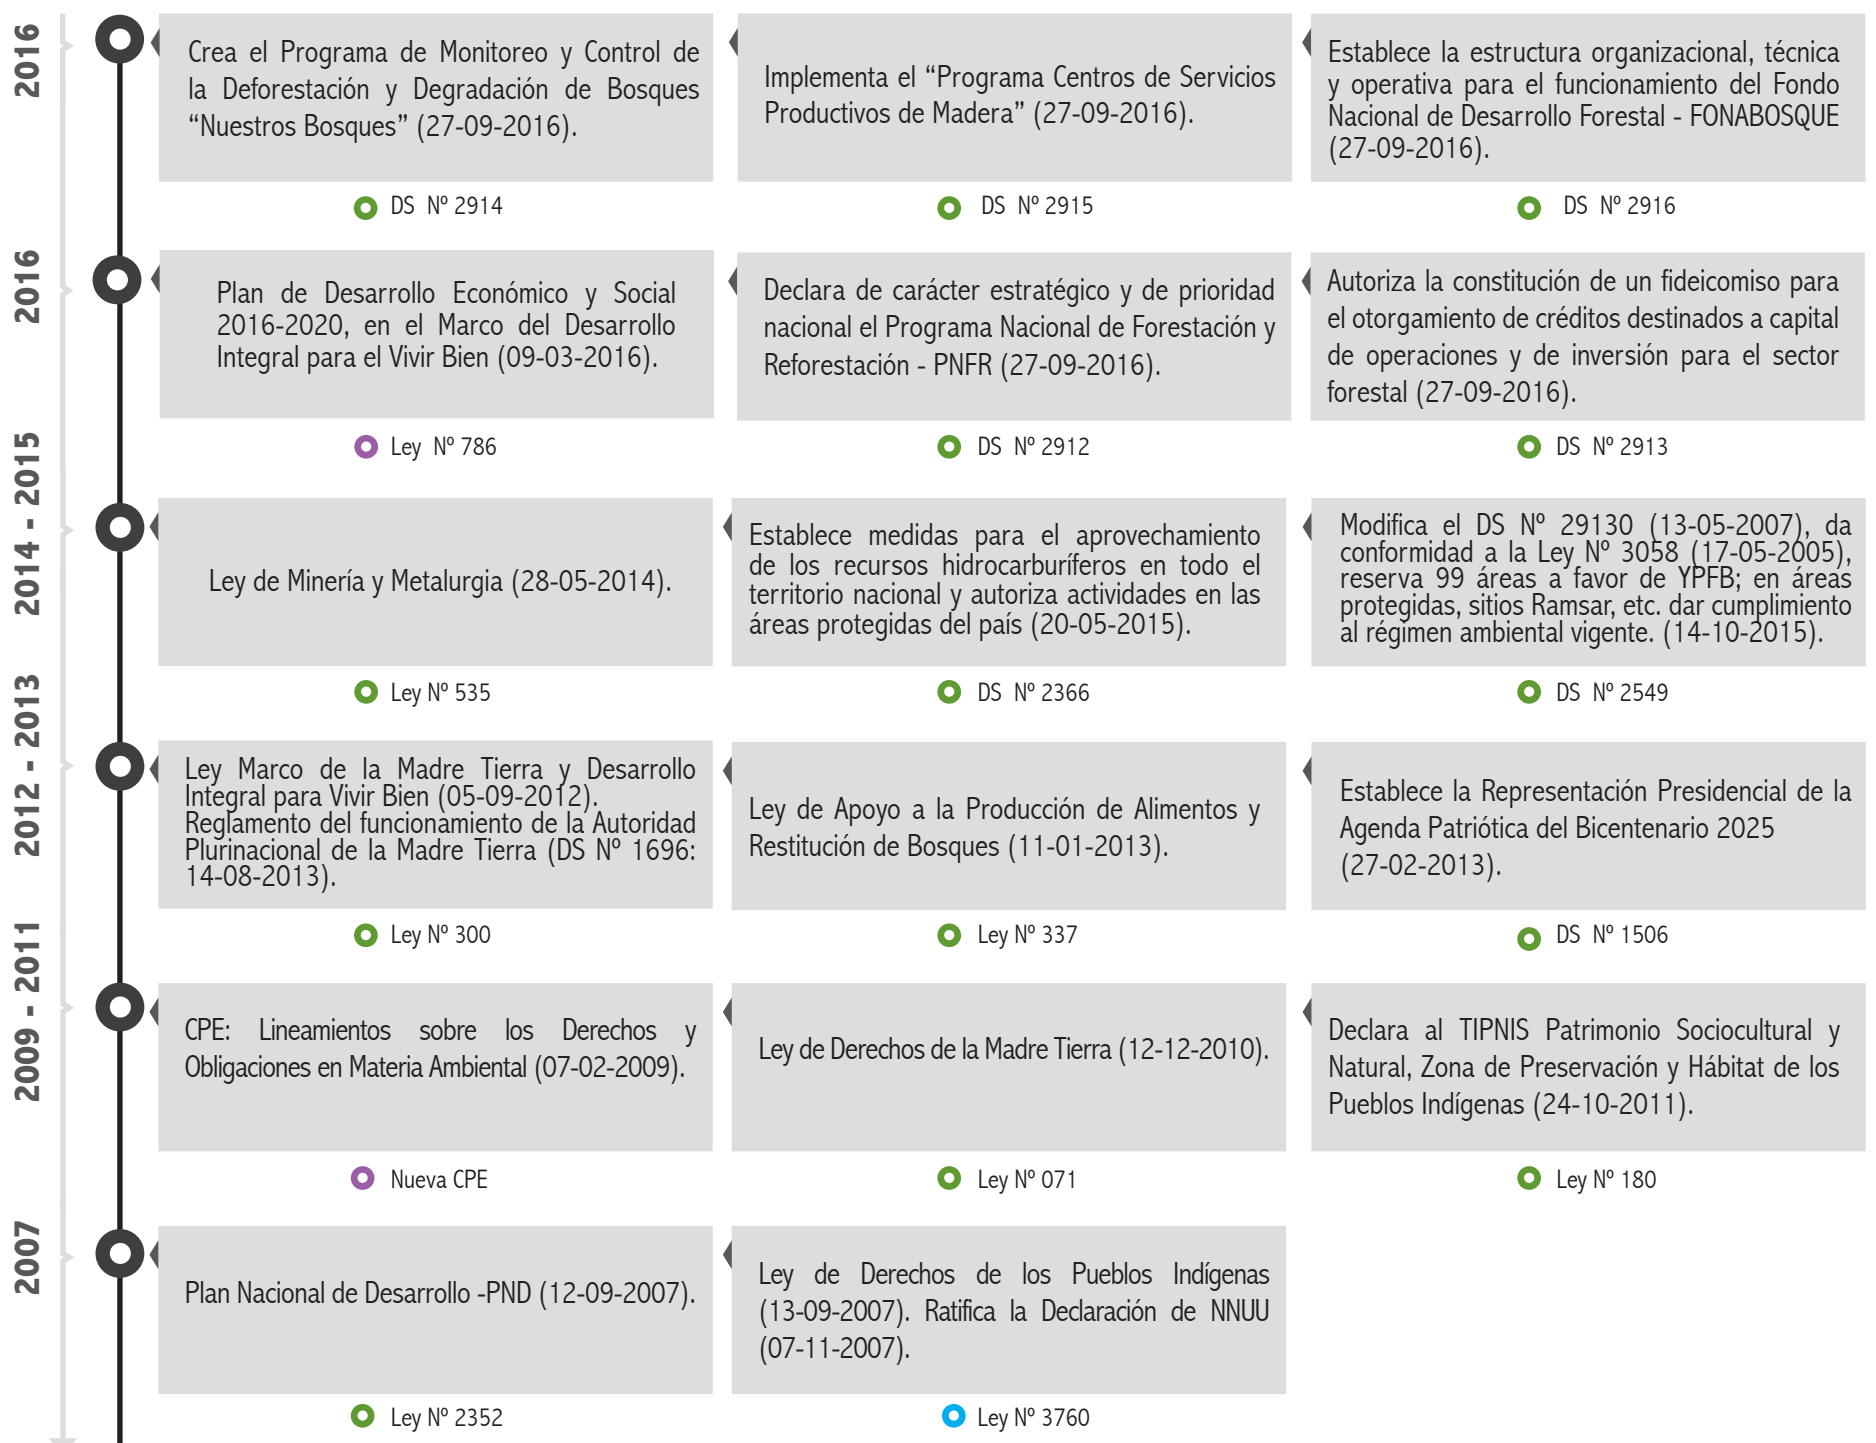 2016
Crea el Programa de Monitoreo y Control de
la Deforestación y Degradación de Bosques
“Nuestros Bosques” (27-09-2016).
DS Nº 2914
Implementa el “Programa Centros de Servicios
Productivos de Madera” (27-09-2016).
DS Nº 2915
Establece la estructura organizacional, técnica
y operativa para el funcionamiento del Fondo
Nacional de Desarrollo Forestal - FONABOSQUE
(27-09-2016).
DS Nº 2916
2016
Plan de Desarrollo Económico y Social
2016-2020, en el Marco del Desarrollo
Integral para el Vivir Bien (09-03-2016).
Ley Nº 786
Declara de carácter estratégico y de prioridad
nacional el Programa Nacional de Forestación y
Reforestación - PNFR (27-09-2016).
DS Nº 2912
Autoriza la constitución de un fideicomiso para
el otorgamiento de créditos destinados a capital
de operaciones y de inversión para el sector
forestal (27-09-2016).
DS Nº 2913
2014 - 2015
Ley de Minería y Metalurgia (28-05-2014).
Ley Nº 535
Establece medidas para el aprovechamiento
de los recursos hidrocarburíferos en todo el
territorio nacional y autoriza actividades en las
áreas protegidas del país (20-05-2015).
DS Nº 2366
Modifica el DS Nº 29130 (13-05-2007), da
conformidad a la Ley Nº 3058 (17-05-2005),
reserva 99 áreas a favor de YPFB; en áreas
protegidas, sitios Ramsar, etc. dar cumplimiento
al régimen ambiental vigente. (14-10-2015).
DS Nº 2549
2012 - 2013
Ley Marco de la Madre Tierra y Desarrollo
Integral para Vivir Bien (05-09-2012).
Reglamento del funcionamiento de la Autoridad
Plurinacional de la Madre Tierra (DS Nº 1696:
14-08-2013).
Ley Nº 300
Ley de Apoyo a la Producción de Alimentos y
Restitución de Bosques (11-01-2013).
Ley Nº 337
Establece la Representación Presidencial de la
Agenda Patriótica del Bicentenario 2025
(27-02-2013).
DS Nº 1506
2009 - 2011
CPE: Lineamientos sobre los Derechos y
Obligaciones en Materia Ambiental (07-02-2009).
Nueva CPE
Ley de Derechos de la Madre Tierra (12-12-2010).
Ley Nº 071
Declara al TIPNIS Patrimonio Sociocultural y
Natural, Zona de Preservación y Hábitat de los
Pueblos Indígenas (24-10-2011).
Ley Nº 180
2007
Plan Nacional de Desarrollo -PND (12-09-2007).
Ley Nº 2352
Ley de Derechos de los Pueblos Indígenas
(13-09-2007). Ratifica la Declaración de NNUU
(07-11-2007).
Ley Nº 3760